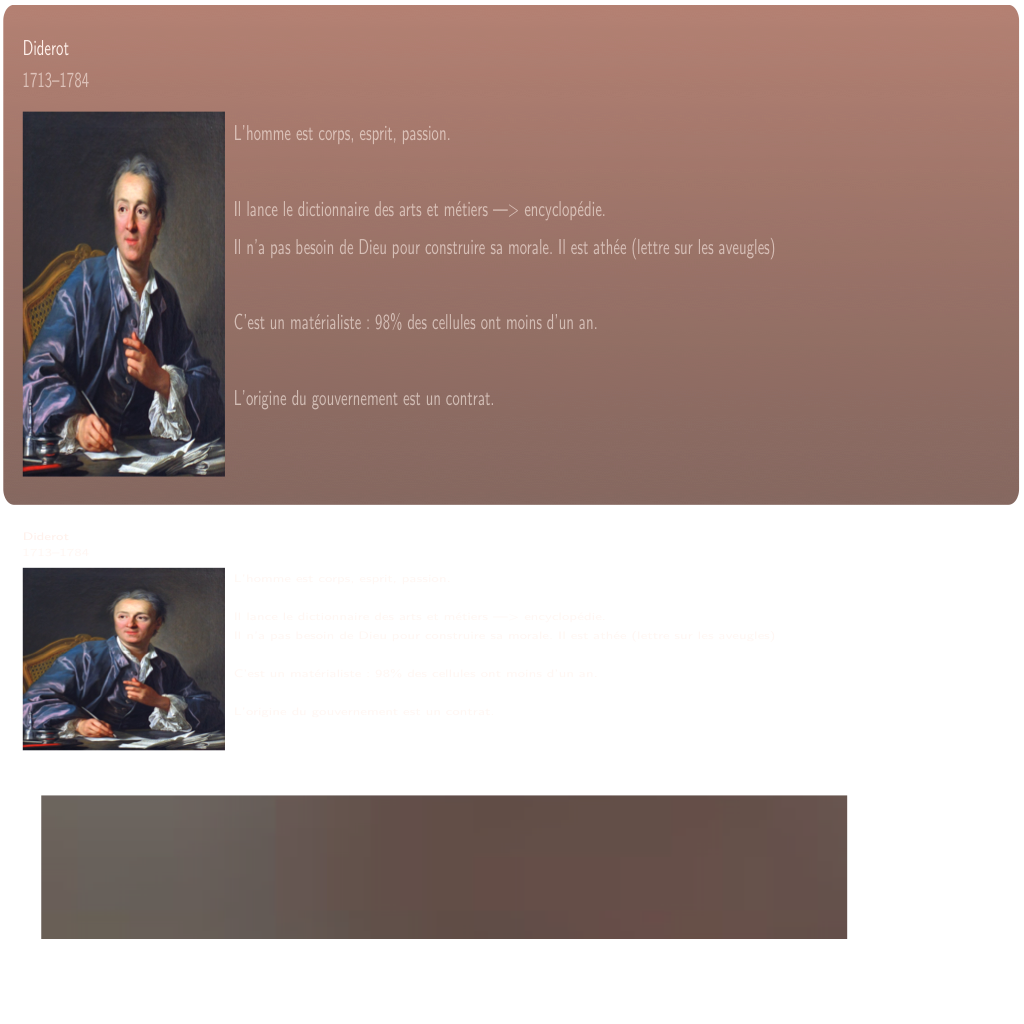 Diderot
1713–1784
L'homme est corps, esprit, passion.
Il lance le dictionnaire des arts et métiers —> encyclopédie.
Il n'a pas besoin de Dieu pour construire sa morale. Il est athée (lettre sur les aveugles)
C'est un matérialiste : 98% des cellules ont moins d'un an.
L'origine du gouvernement est un contrat.
Diderot
1713–1784
L'homme est corps, esprit, passion.
Il lance le dictionnaire des arts et métiers —> encyclopédie.
Il n'a pas besoin de Dieu pour construire sa morale. Il est athée (lettre sur les aveugles)
C'est un matérialiste : 98% des cellules ont moins d'un an.
L'origine du gouvernement est un contrat.